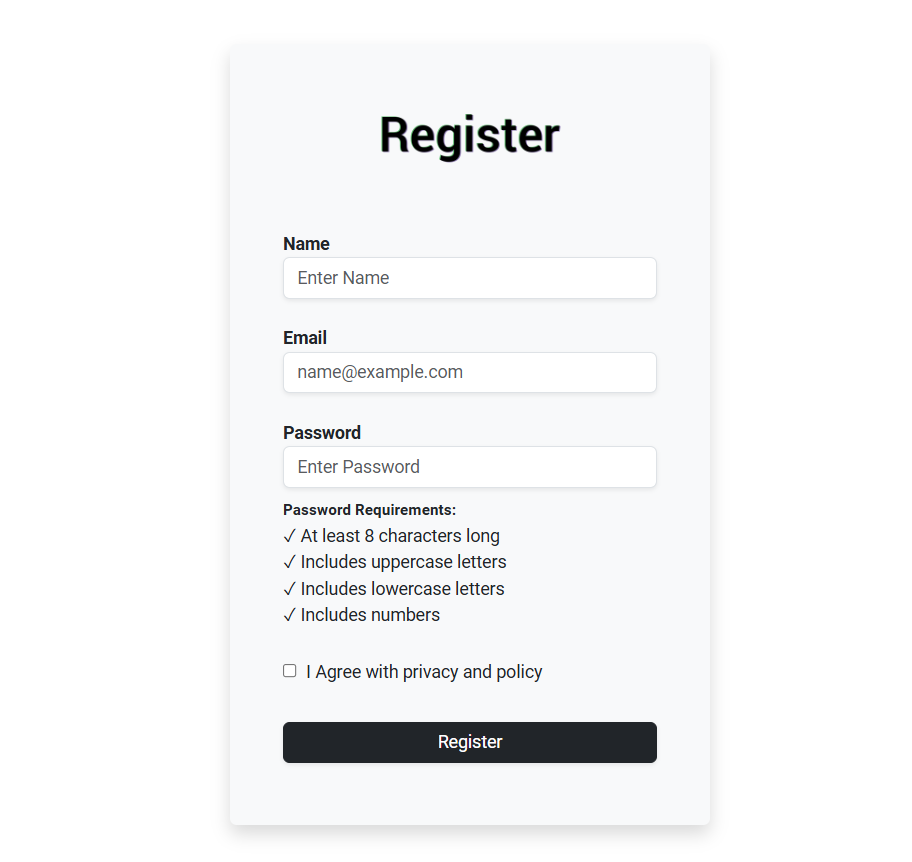 Register
Name
Enter Name
Email
name@example.com
Password
Enter Password
Password Requirements:
✓ At least 8 characters long
✓ Includes uppercase letters
✓ Includes lowercase letters
✓ Includes numbers
I Agree with privacy and policy
Register